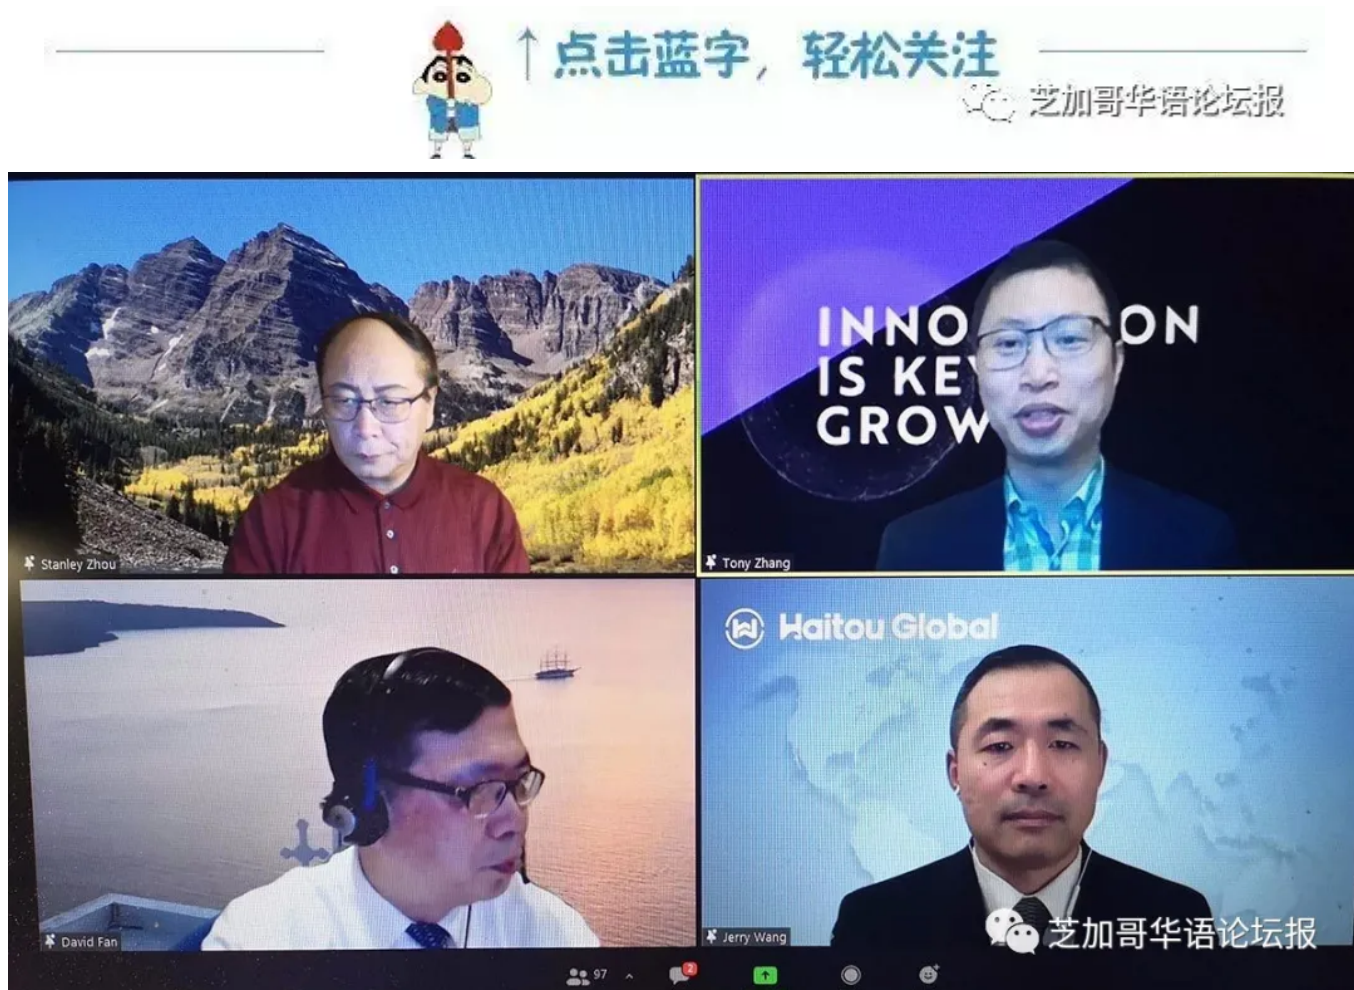 ↑点击蓝字，轻松关注
芝加哥华语论坛报
INNO ON
IS KEY
GROW
Stanley Zhou
Tony Zhang
Haitou Global
David Fan
Jerry Wang
芝加哥华语论坛报
97
2